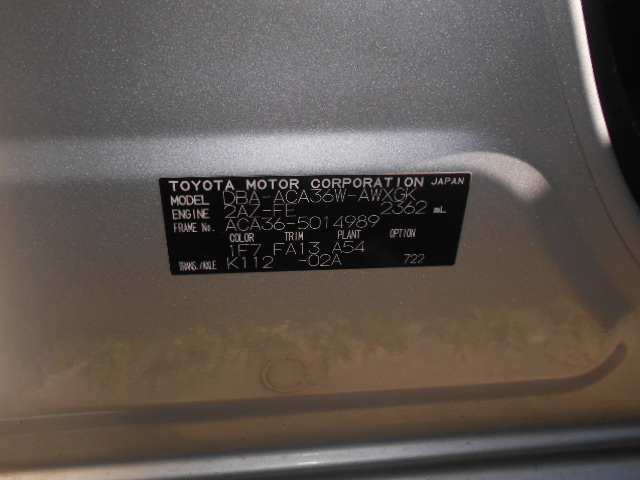 TOYOTA MOTOR CORPORATION JAPAN
MODEL DBA-ACA36W-AWXGK
ENGINE 2AZ-FE 2362 mL
FRAME No. ACA36-5014989
COLOR TRIM PLANT OPTION
1F7 FA13 A54
TRANS./AXLE K112 -02A 722